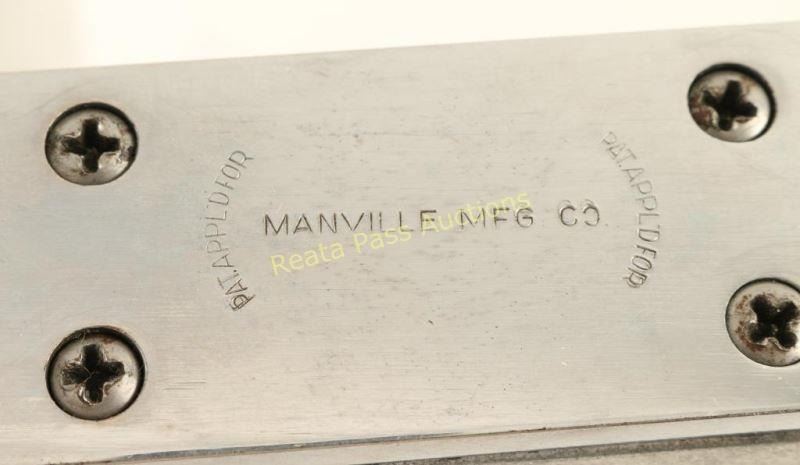 PAT. APPL'D FOR
MANVILLE MFG CO
PAT. APPL'D FOR
Reata Pass Auctions